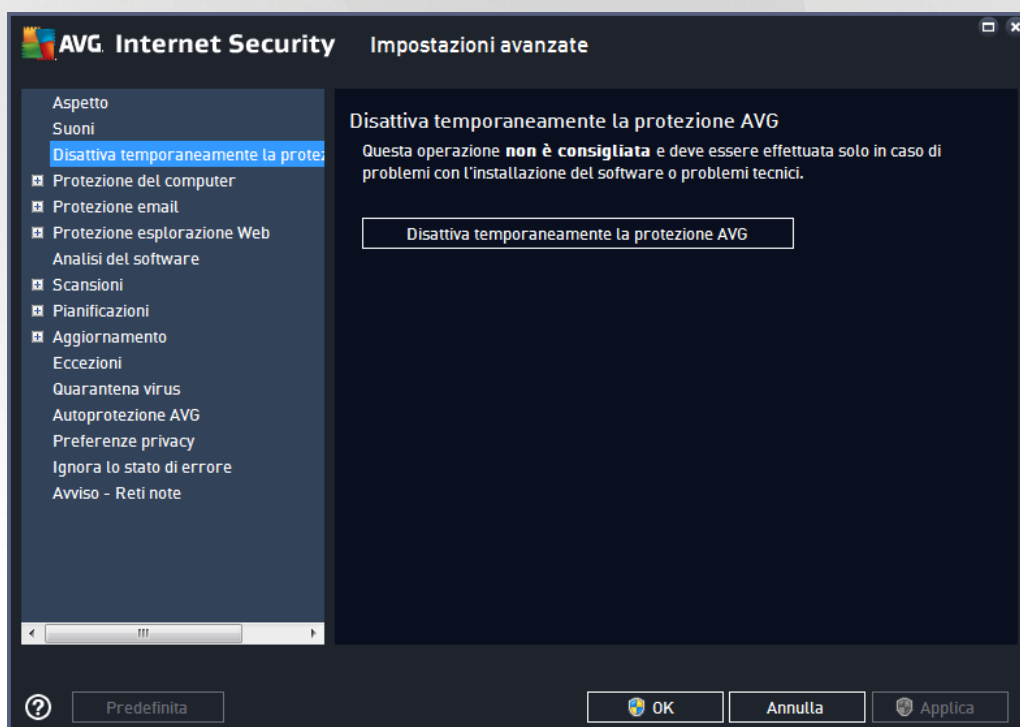 AVG. Internet Security
Impostazioni avanzate
Aspetto
Suoni
Disattiva temporaneamente la
Protezione del computer
Protezione email
Protezione esplorazione Web
Analisi del software
Scansioni
Pianificazioni
Aggiornamento
Eccezioni
Quarantena virus
Autoprotezione AVG
Preferenze privacy
Ignora lo stato di errore
Avviso - Reti note
Disattiva temporaneamente la protezione AVG
Questa operazione non è consigliata e deve essere effettuata solo in caso di
problemi con l'installazione del software o problemi tecnici.
Disattiva temporaneamente la protezione AVG
Predefinita
OK
Annulla
Applica